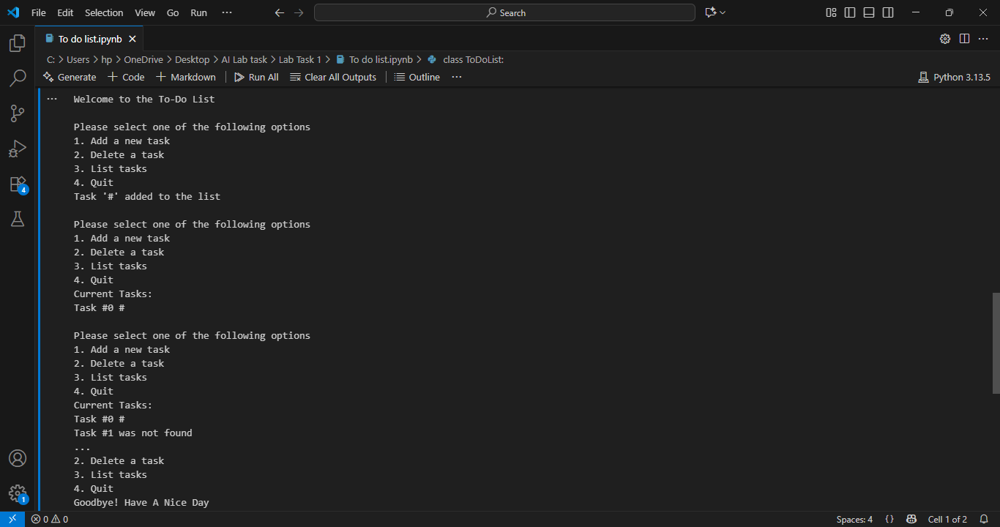 File Edit Selection View Go Run ···
Search
To do list.ipynb
C: > Users > hp > OneDrive > Desktop > AI Lab task > Lab Task 1 > To do list.ipynb > class ToDoList:
Generate + Code + Markdown Run All Clear All Outputs Outline ··· Python 3.13.5
Welcome to the To-Do List
Please select one of the following options
1. Add a new task
2. Delete a task
3. List tasks
4. Quit
Task '#' added to the list
Please select one of the following options
1. Add a new task
2. Delete a task
3. List tasks
4. Quit
Current Tasks:
Task #0 #
Please select one of the following options
1. Add a new task
2. Delete a task
3. List tasks
4. Quit
Current Tasks:
Task #0 #
Task #1 was not found
...
2. Delete a task
3. List tasks
4. Quit
Goodbye! Have A Nice Day
4
1
0 0 Spaces: 4 {} Cell 1 of 2